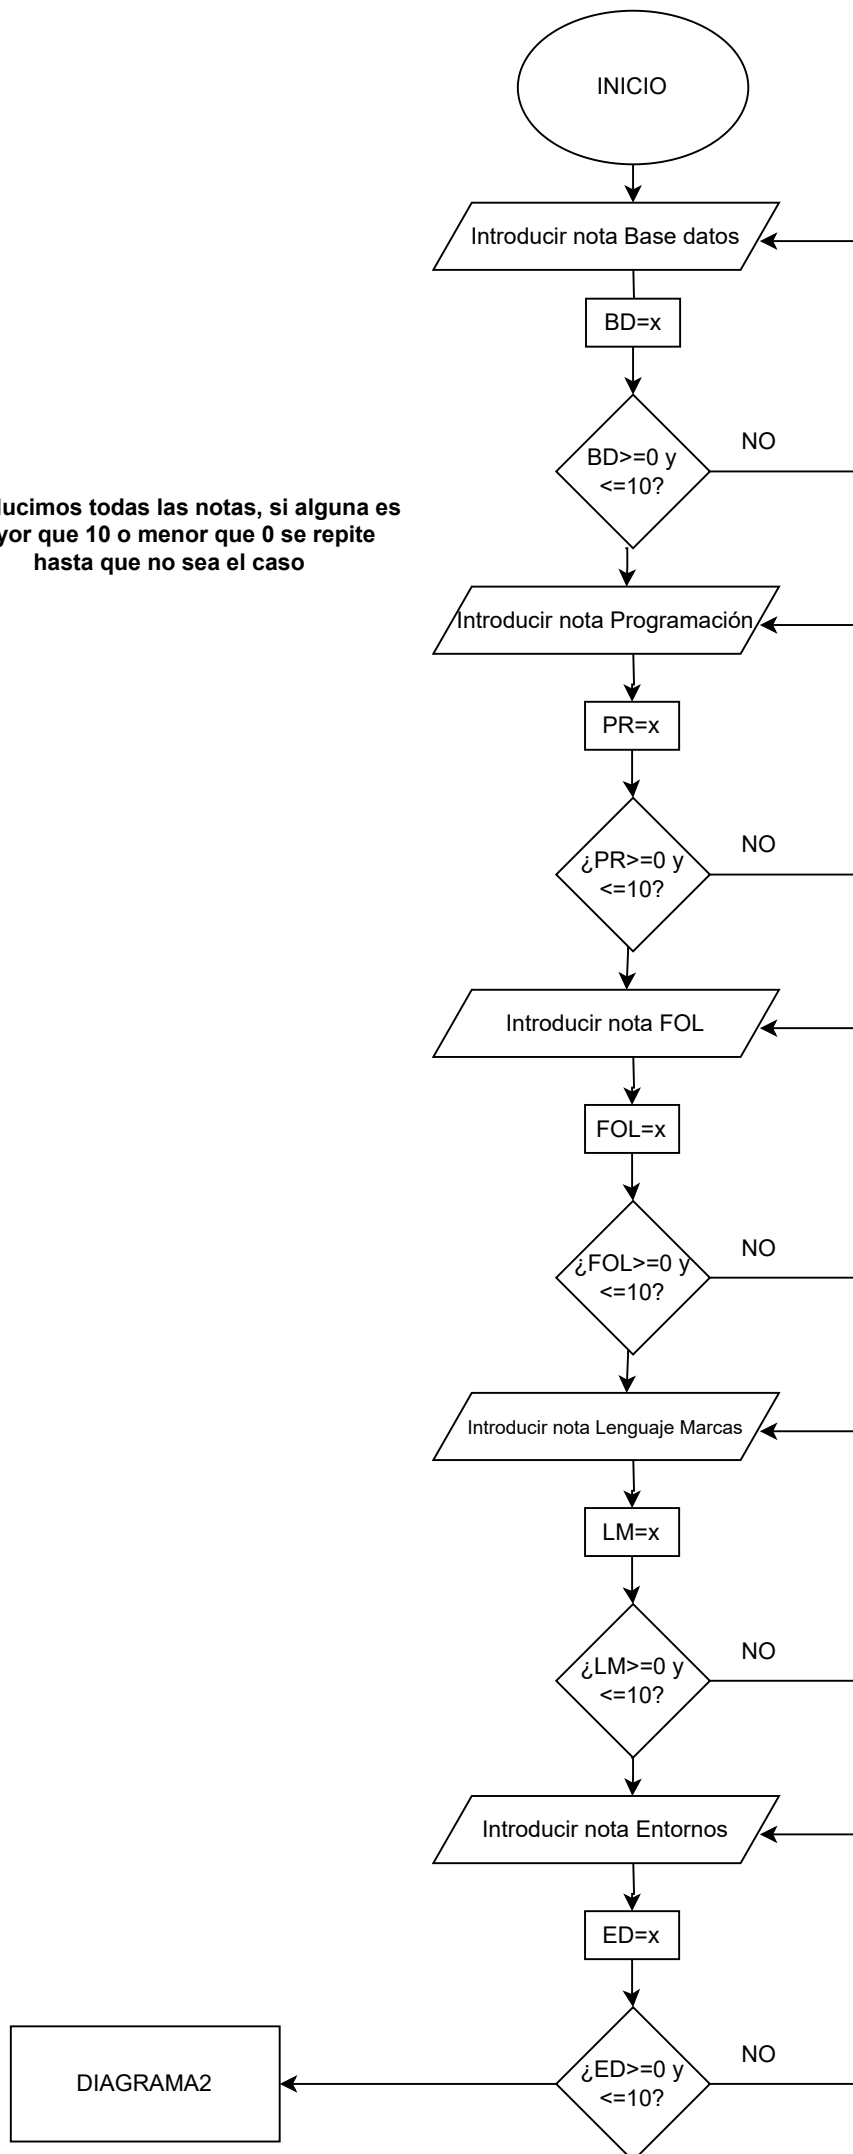 INICIO
Introducir nota Base datos
BD=x
BD>=0 y
<=10?
NO
todas las notas, si alguna es
que 10 o menor que 0 se repite
hasta que no sea el caso
Introducir nota Programación
PR=x
¿PR>=0 y
<=10?
NO
Introducir nota FOL
FOL=x
¿FOL>=0 y
<=10?
NO
Introducir nota Lenguaje Marcas
LM=x
¿LM>=0 y
<=10?
NO
Introducir nota Entornos
ED=x
¿ED>=0 y
<=10?
NO
DIAGRAMA2